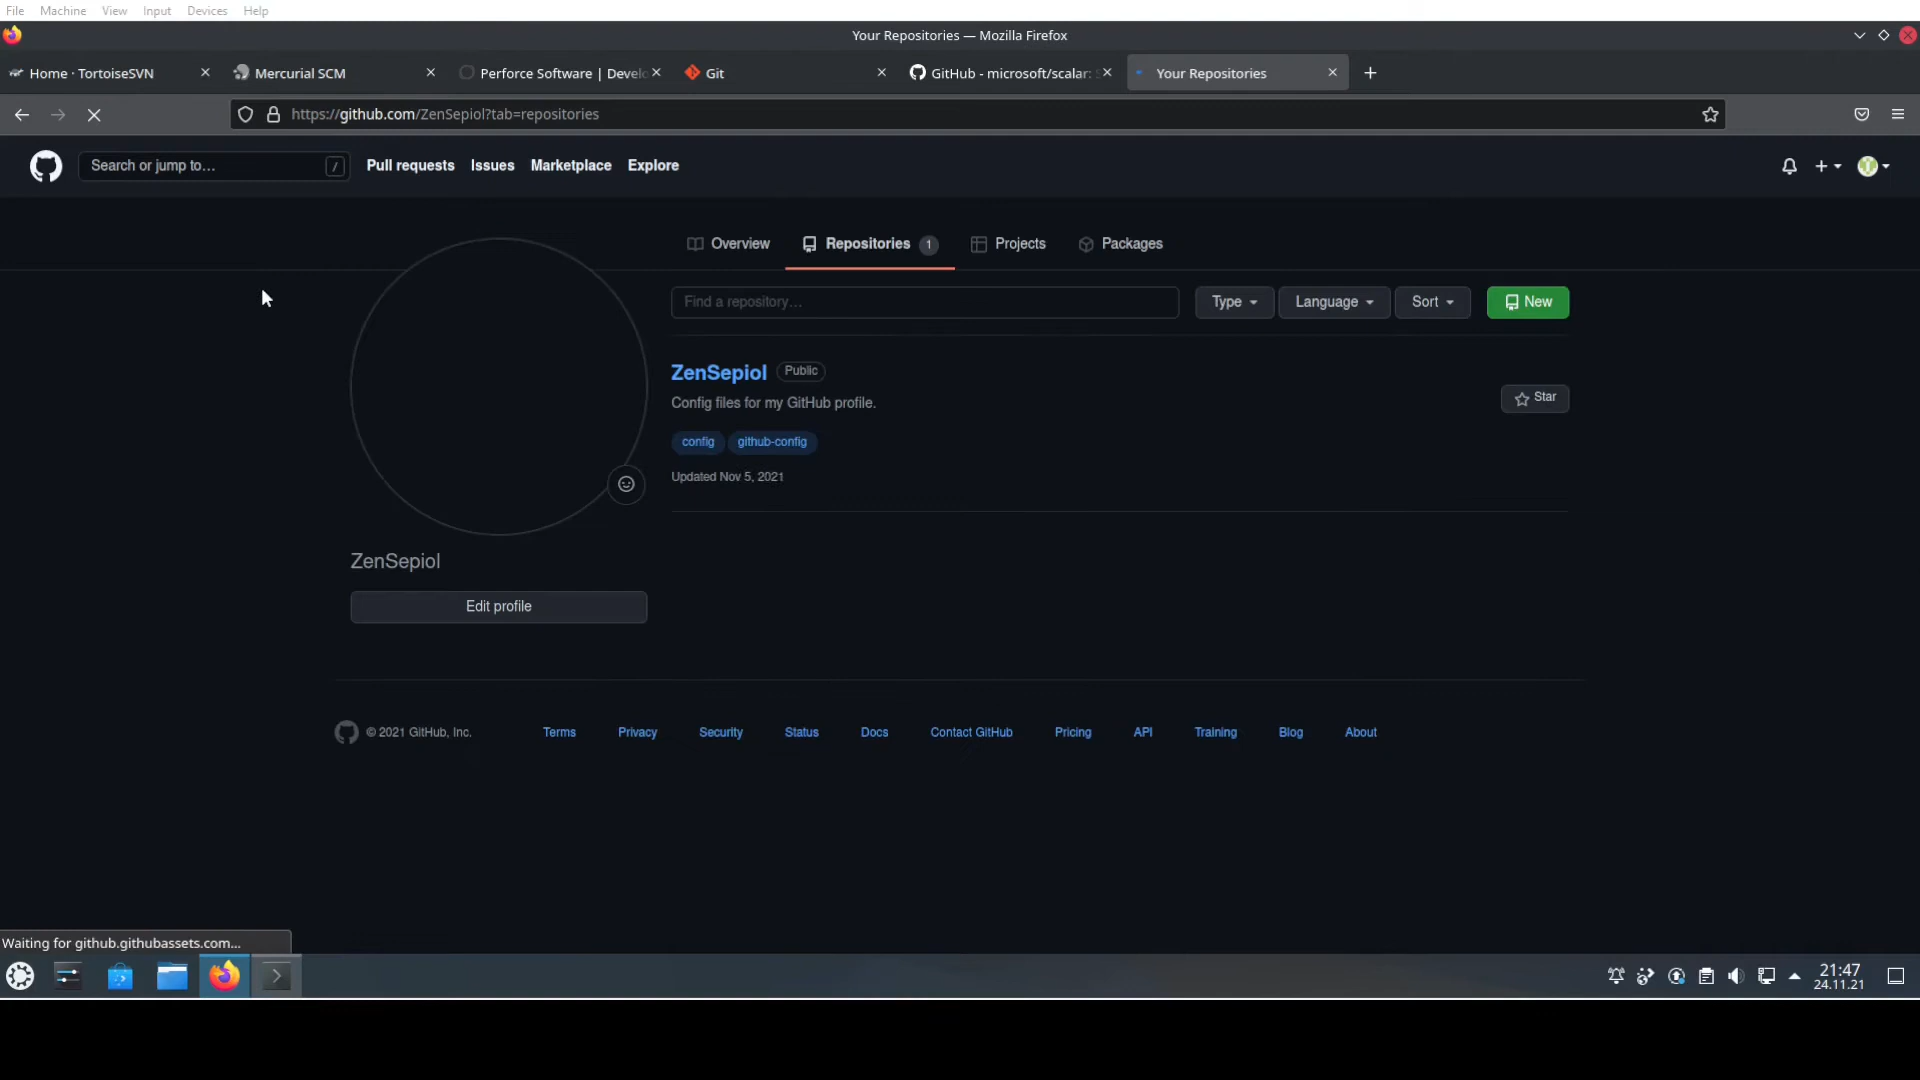 File Machine View Input Devices Help
Your Repositories — Mozilla Firefox
Home · TortoiseSVN
Mercurial SCM
Perforce Software | Develo
Git
GitHub - microsoft/scalar: S
Your Repositories
https://github.com/ZenSepiol?tab=repositories
Search or jump to... /
Pull requests Issues Marketplace Explore
Overview Repositories 1 Projects Packages
Find a repository...
Type Language Sort New
ZenSepiol Public
Config files for my GitHub profile.
Star
config github-config
Updated Nov 5, 2021
ZenSepiol
Edit profile
© 2021 GitHub, Inc. Terms Privacy Security Status Docs Contact GitHub Pricing API Training Blog About
Waiting for github.githubassets.com...
21:47
24.11.21